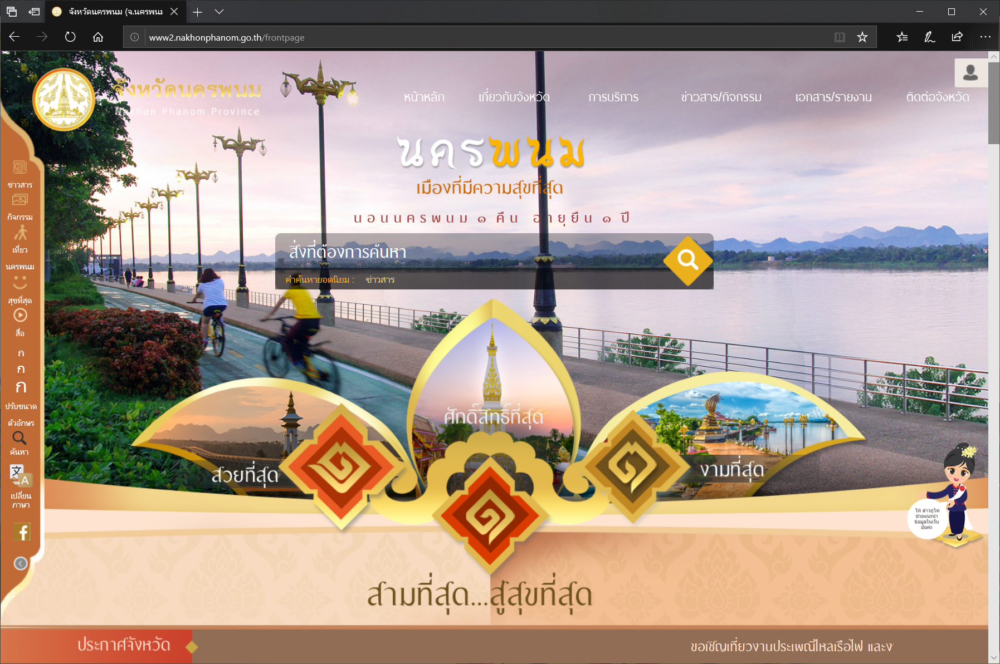 จังหวัดนครพนม (จ.นครพนม
www2.nakhonphanom.go.th/frontpage
จังหวัดนครพนม
Nakhon Phanom Province
หน้าหลัก
เกี่ยวกับจังหวัด
การบริการ
ข่าวสาร/กิจกรรม
เอกสาร/รายงาน
ติดต่อจังหวัด
นครพนม
เมืองที่มีความสุขที่สุด
นอนนครพนม ๑ คืน อายุยืน ๑ ปี
สิ่งที่ต้องการค้นหา
คำค้นหายอดนิยม : ข่าวสาร
ข่าวสาร
กิจกรรม
เที่ยว
นครพนม
สุขที่สุด
สื่อ
ก
ก
ก
ปรับขนาด
ตัวอักษร
ค้นหา
文
A
เปลี่ยน
ภาษา
f
ศักดิ์สิทธิ์ที่สุด
สวยที่สุด
๒
๑
๓
งามที่สุด
ให้ สาวภูไท
ช่วยแนะนำ
ข้อมูลในเว็บ
มัยคะ
สามที่สุด...สู่สุขที่สุด
ประกาศจังหวัด
ขอเชิญเที่ยวงานประเพณีไหลเรือไฟ และง